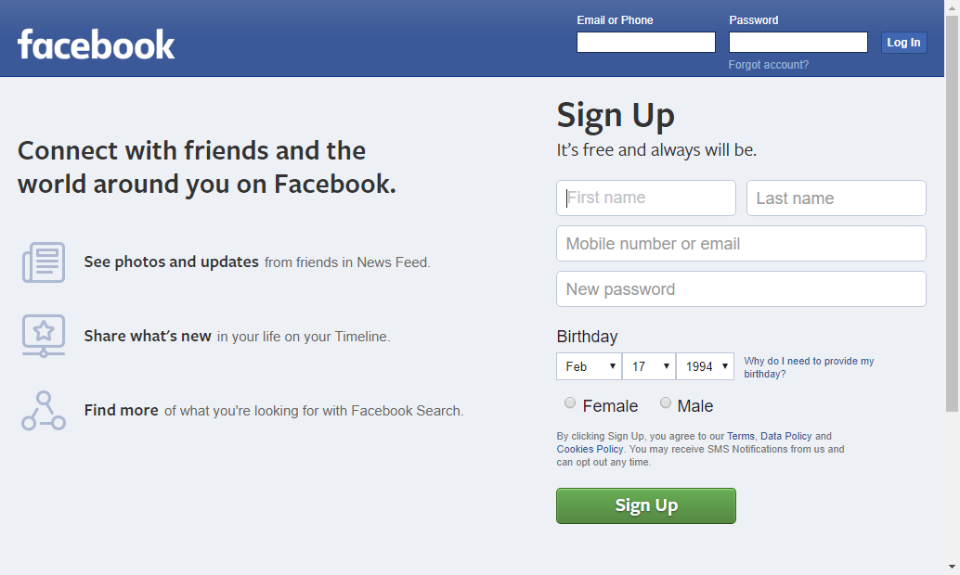 facebook
Email or Phone
Password
Log In
Forgot account?
Connect with friends and the
world around you on Facebook.
See photos and updates from friends in News Feed.
Share what's new in your life on your Timeline.
Find more of what you're looking for with Facebook Search.
Sign Up
It's free and always will be.
First name
Last name
Mobile number or email
New password
Birthday
Feb 17 1994
Why do I need to provide my
birthday?
Female Male
By clicking Sign Up, you agree to our Terms, Data Policy and
Cookies Policy. You may receive SMS Notifications from us and
can opt out any time.
Sign Up